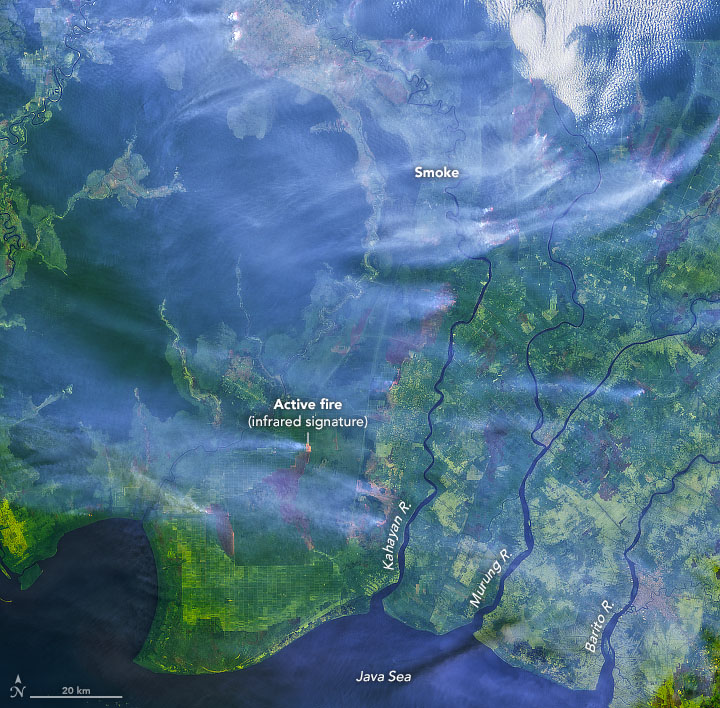 Smoke
Active fire
(infrared signature)
Kahayan R.
Murung R.
Barito R.
Java Sea
N
20 km